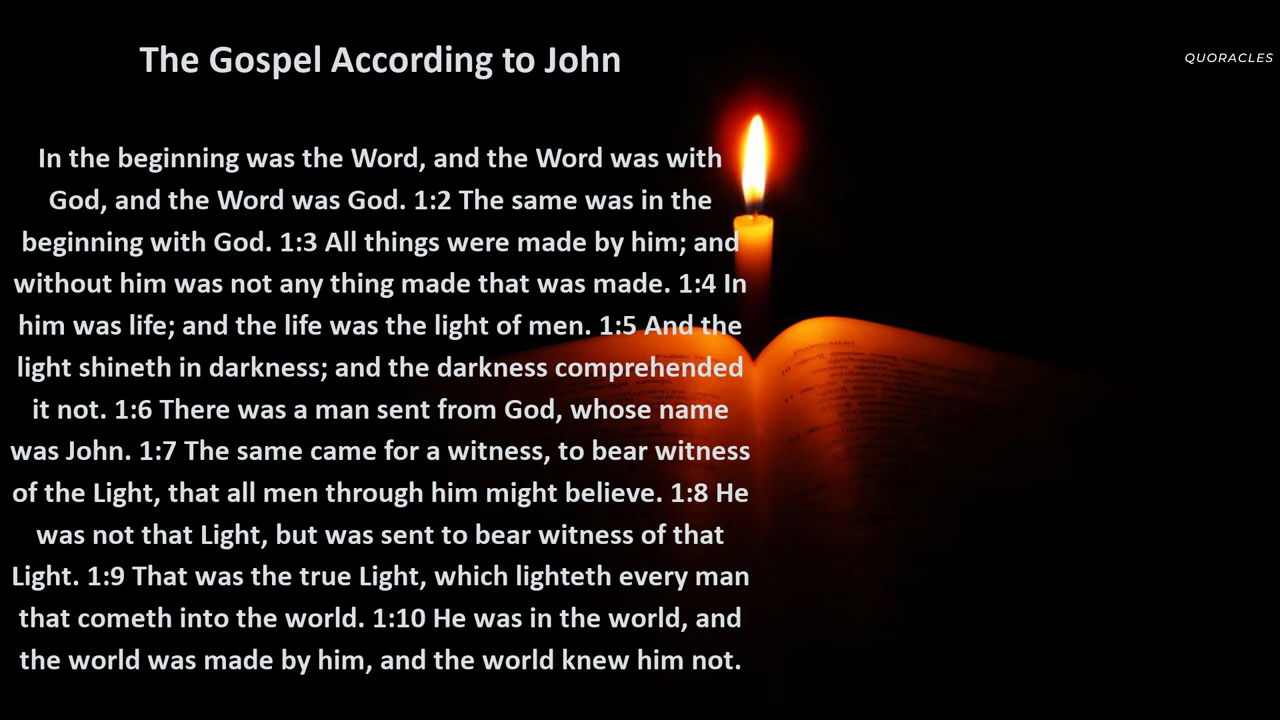 The Gospel According to John
QUORACLES
In the beginning was the Word, and the Word was with
God, and the Word was God. 1:2 The same was in the
beginning with God. 1:3 All things were made by him; and
without him was not any thing made that was made. 1:4 In
him was life; and the life was the light of men. 1:5 And the
light shineth in darkness; and the darkness comprehended
it not. 1:6 There was a man sent from God, whose name
was John. 1:7 The same came for a witness, to bear witness
of the Light, that all men through him might believe. 1:8 He
was not that Light, but was sent to bear witness of that
Light. 1:9 That was the true Light, which lighteth every man
that cometh into the world. 1:10 He was in the world, and
the world was made by him, and the world knew him not.